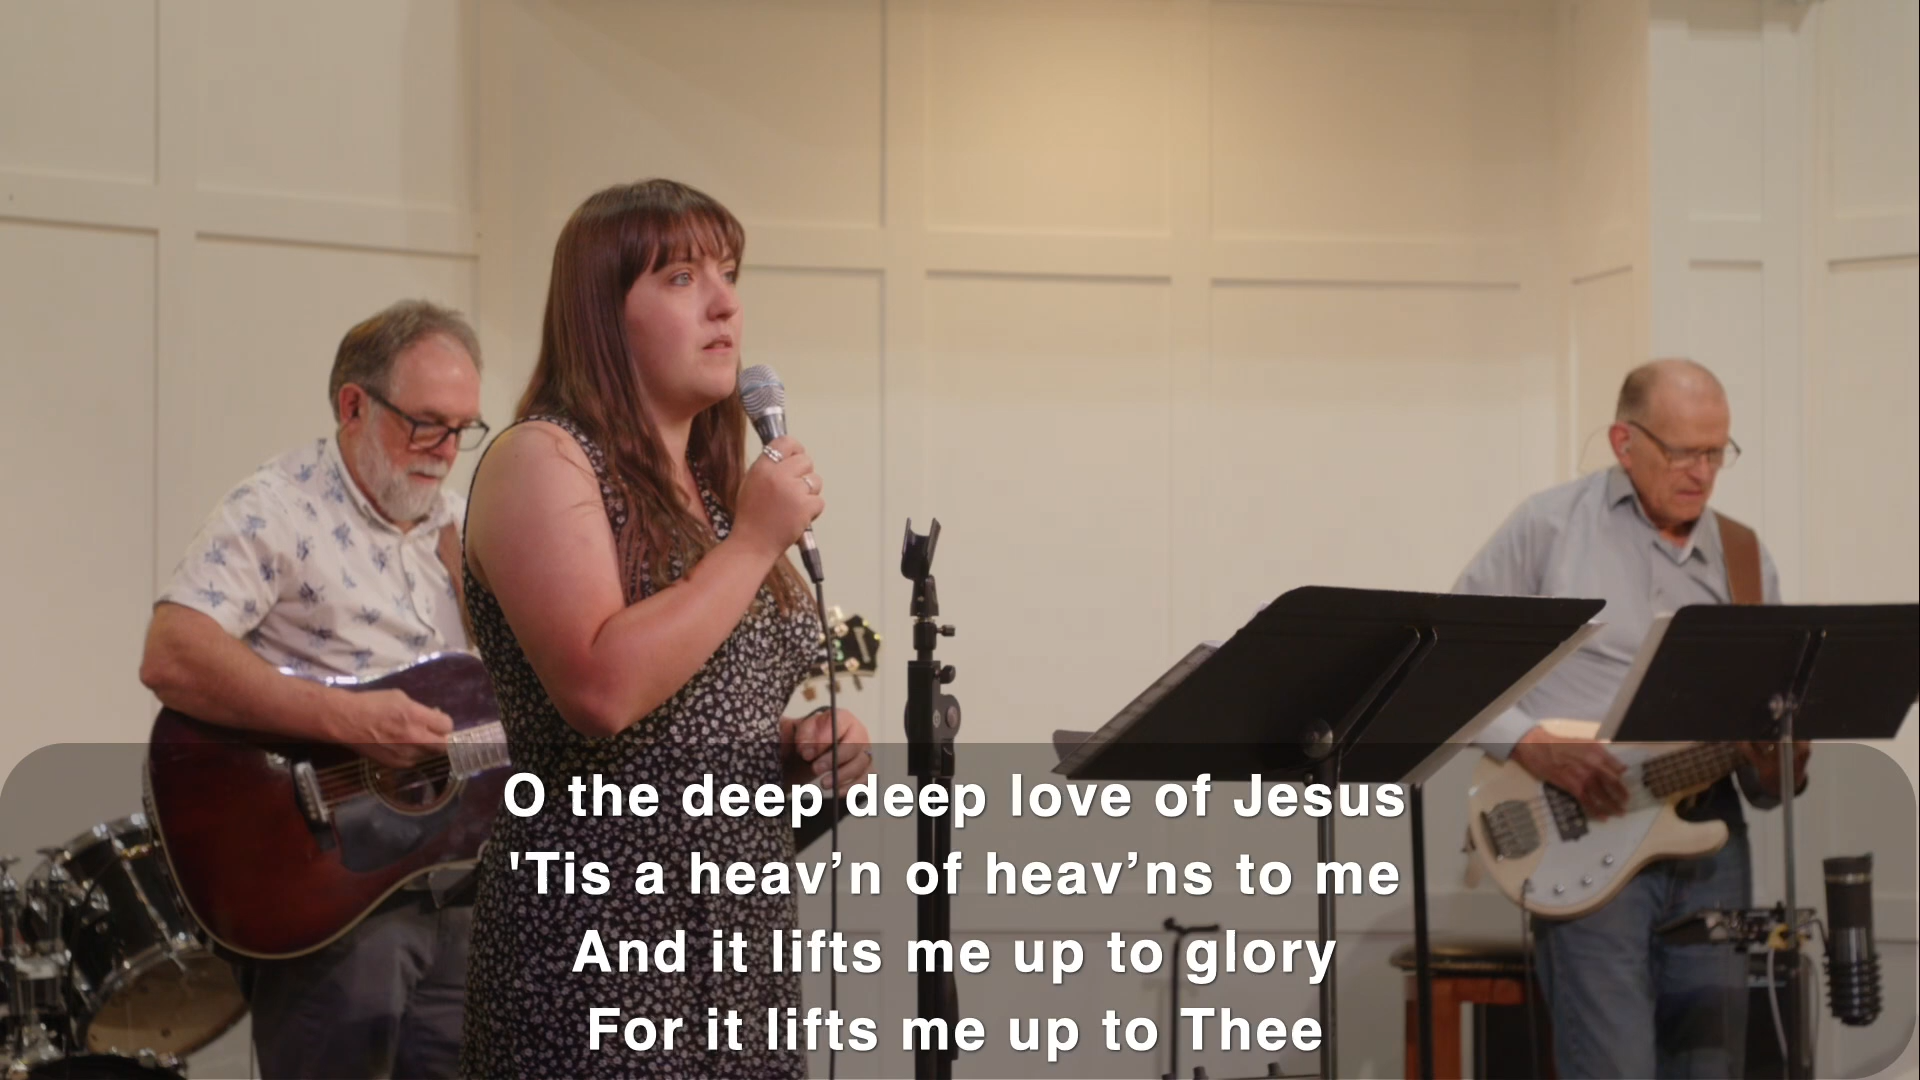 O the deep deep love of Jesus
'Tis a heav’n of heav’ns to me
And it lifts me up to glory
For it lifts me up to Thee